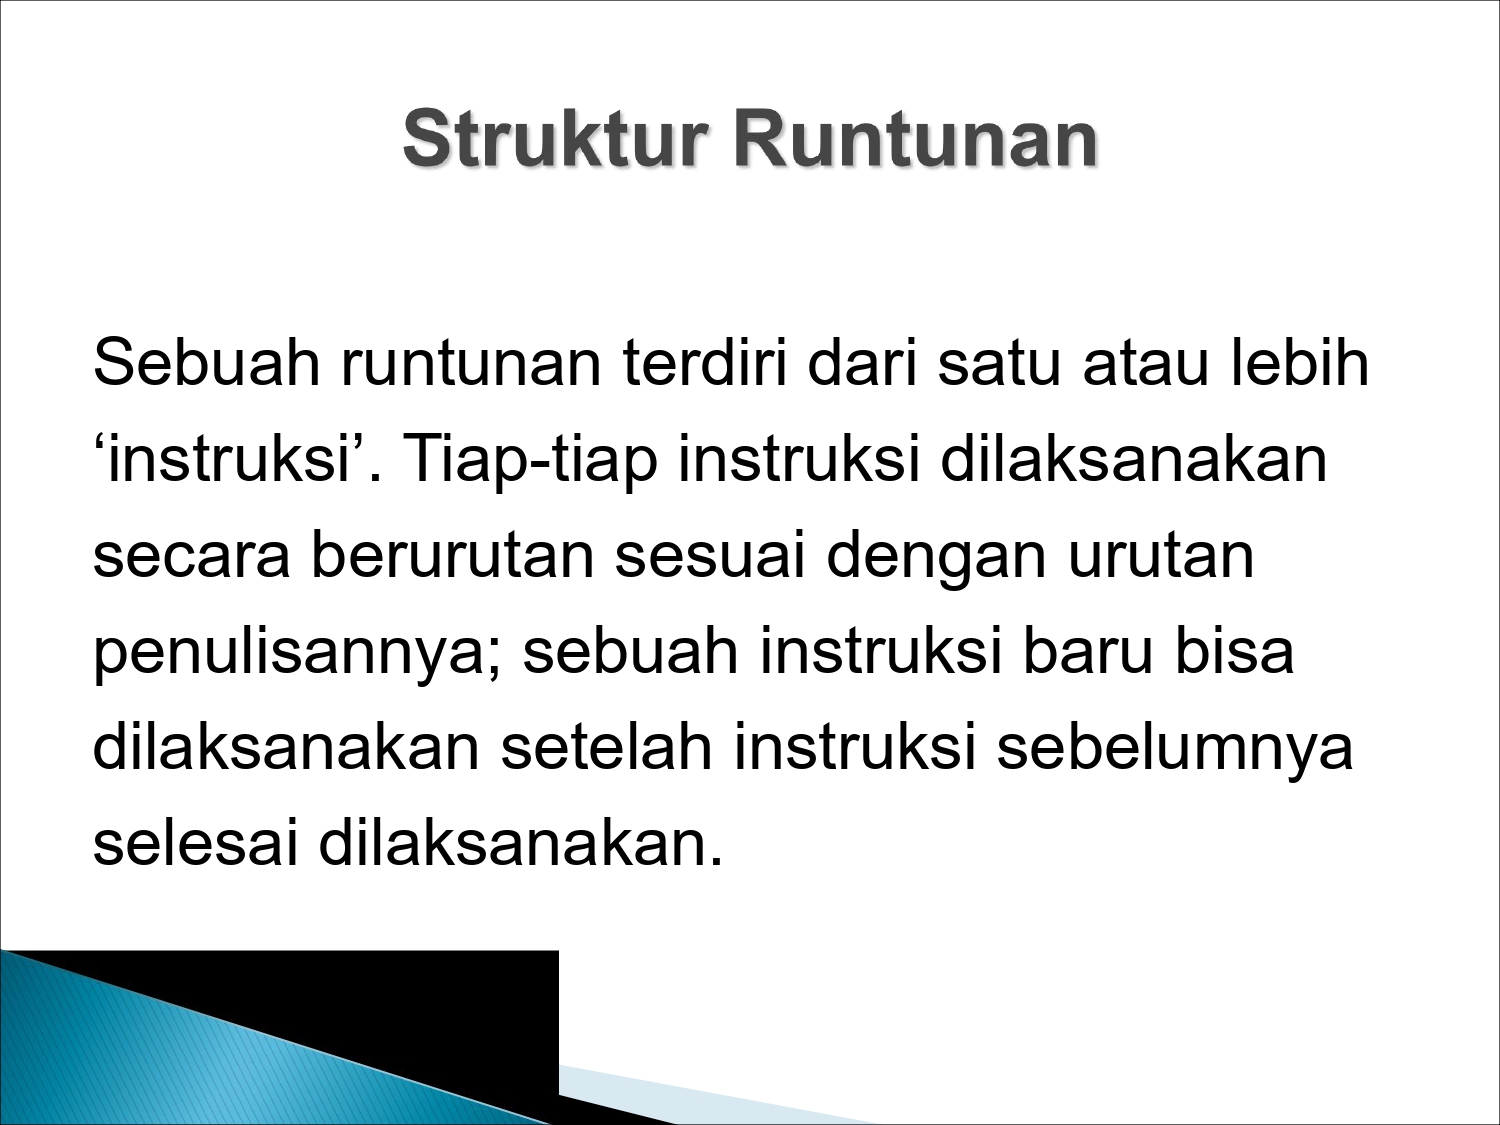 Struktur Runtunan
Sebuah runtunan terdiri dari satu atau lebih
‘instruksi’. Tiap-tiap instruksi dilaksanakan
secara berurutan sesuai dengan urutan
penulisannya; sebuah instruksi baru bisa
dilaksanakan setelah instruksi sebelumnya
selesai dilaksanakan.